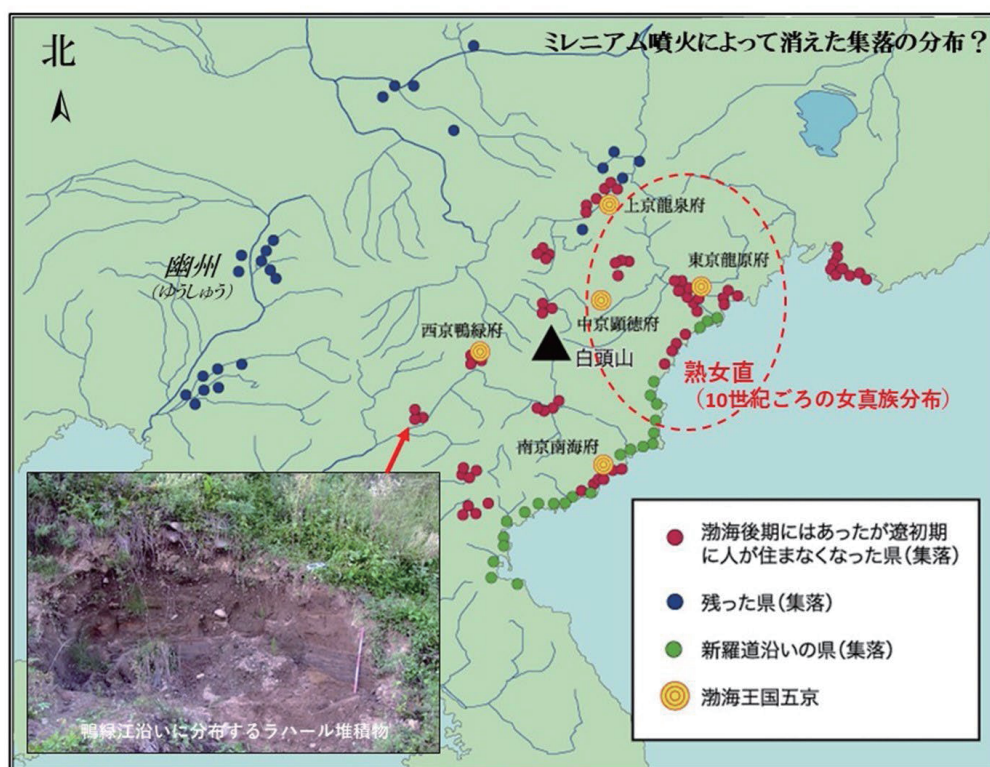 ミレニアム噴火によって消えた集落の分布?
北
上京龍泉府
幽州
(ゆうしゅう)
東京龍原府
中京顕徳府
西京鴨緑府
白頭山
熟女直
(10世紀ごろの女真族分布)
南京南海府
渤海後期にはあったが遼初期
に人が住まなくなった県(集落)
残った県(集落)
新羅道沿いの県(集落)
渤海王国五京
鴨緑江沿いに分布するラハール堆積物